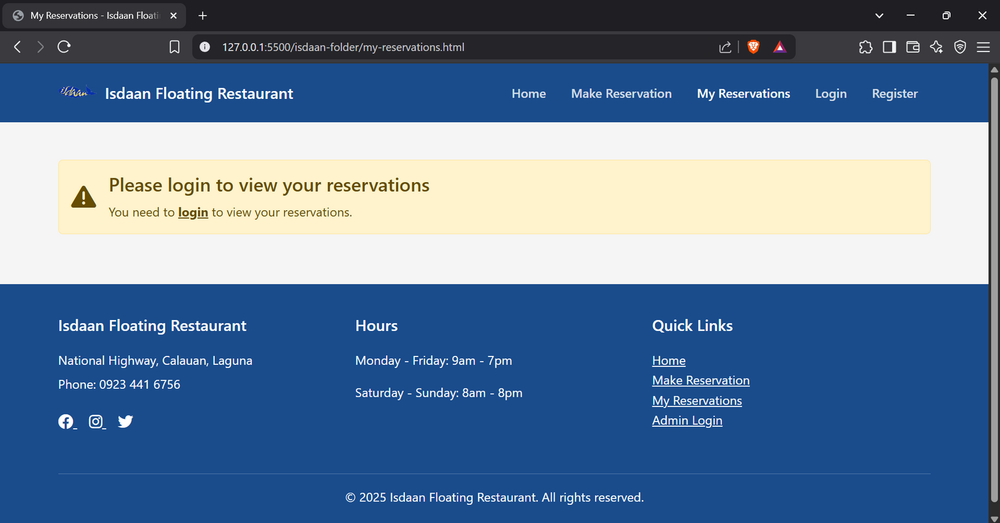 My Reservations - Isdaan Floati
127.0.0.1:5500/isdaan-folder/my-reservations.html
isdaan Isdaan Floating Restaurant
Home Make Reservation My Reservations Login Register
Please login to view your reservations
You need to login to view your reservations.
Isdaan Floating Restaurant
National Highway, Calauan, Laguna
Phone: 0923 441 6756
Hours
Monday - Friday: 9am - 7pm
Saturday - Sunday: 8am - 8pm
Quick Links
Home
Make Reservation
My Reservations
Admin Login
© 2025 Isdaan Floating Restaurant. All rights reserved.